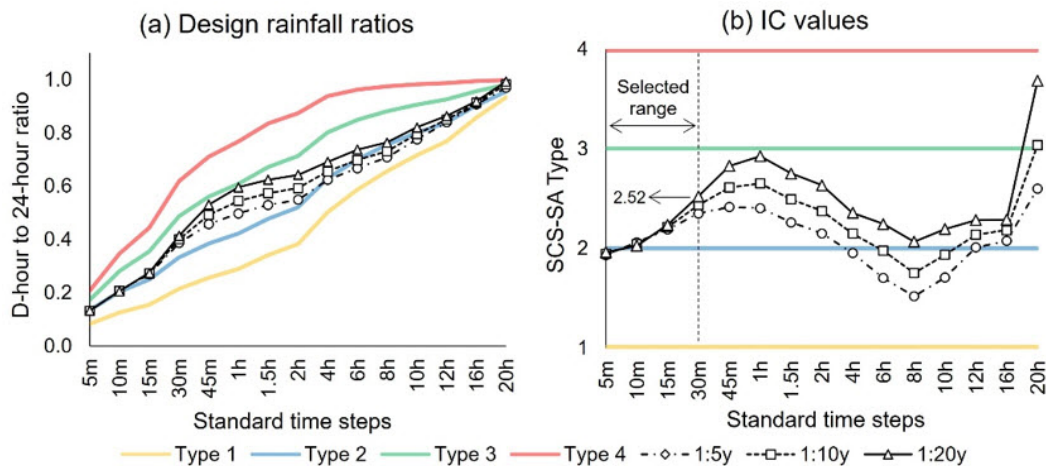 (a) Design rainfall ratios
D-hour to 24-hour ratio
1.0
0.8
0.6
0.4
0.2
0.0
5m
10m
15m
30m
45m
1h
1.5h
2h
4h
6h
8h
10h
12h
16h
20h
Standard time steps
(b) IC values
SCS-SA Type
4
3
2
1
Selected
range
2.52
5m
10m
15m
30m
45m
1h
1.5h
2h
4h
6h
8h
10h
12h
16h
20h
Standard time steps
Type 1
Type 2
Type 3
Type 4
1:5y
1:10y
1:20y